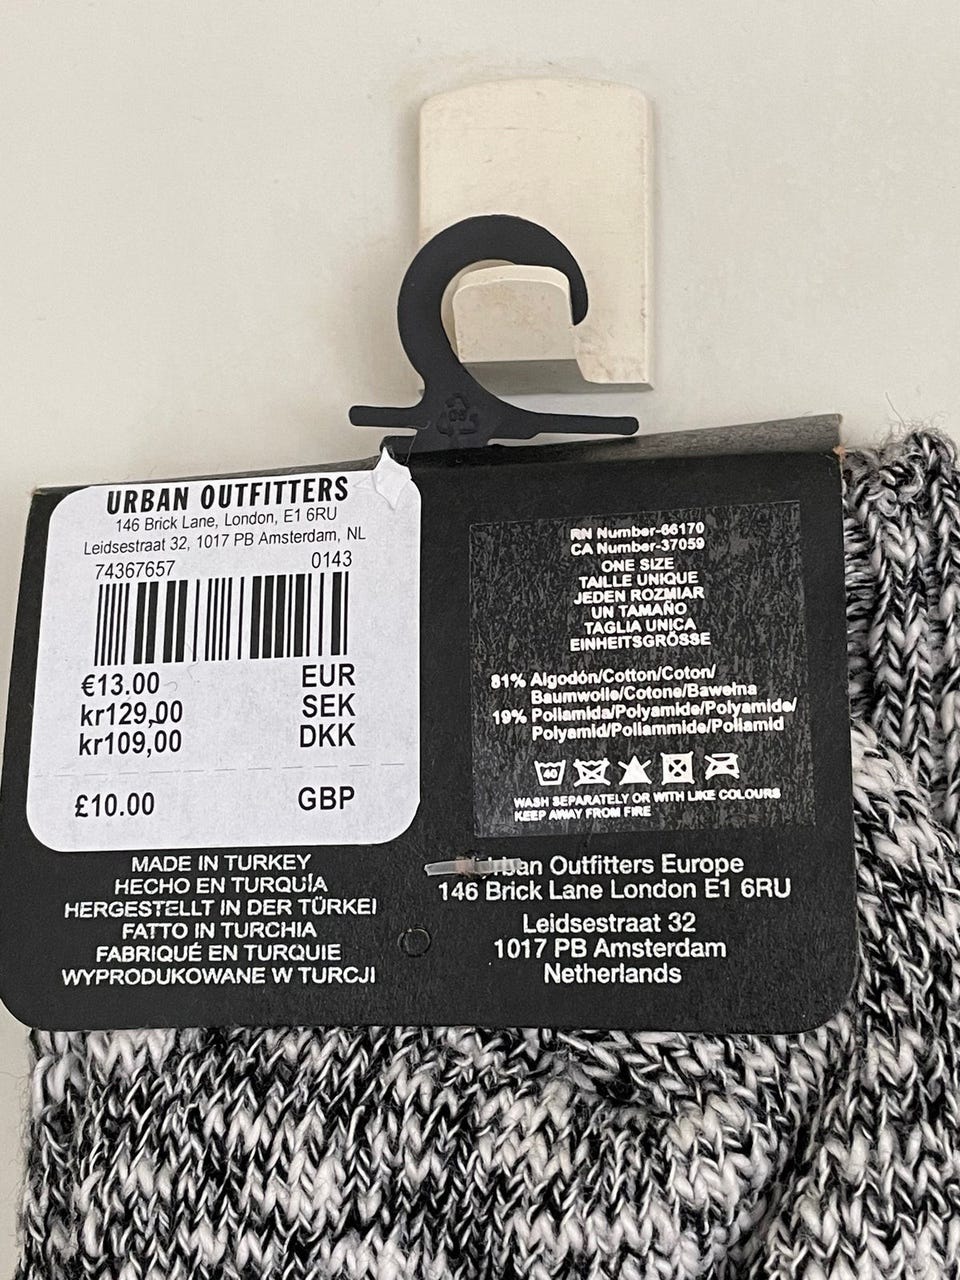 URBAN OUTFITTERS
146 Brick Lane, London, E1 6RU
Leidsestraat 32, 1017 PB Amsterdam, NL
74367657 0143
€13.00 EUR
kr129,00 SEK
kr109,00 DKK
£10.00 GBP
MADE IN TURKEY
HECHO EN TURQUÍA
HERGESTELLT IN DER TÜRKEI
FATTO IN TURCHIA
FABRIQUÉ EN TURQUIE
WYPRODUKOWANE W TURCJI
RN Number-66170
CA Number-37059
ONE SIZE
TAILLE UNIQUE
JEDEN ROZMIAR
UN TAMAÑO
TAGLIA UNICA
EINHEITSGRÖSSE
81% Algodón/Cotton/Coton/
Baumwolle/Cotone/Bawełna
19% Poliamida/Polyamide/Polyamide/
Polyamid/Poliammide/Poliamid
40
WASH SEPARATELY OR WITH LIKE COLOURS
KEEP AWAY FROM FIRE
Urban Outfitters Europe
146 Brick Lane London E1 6RU
Leidsestraat 32
1017 PB Amsterdam
Netherlands